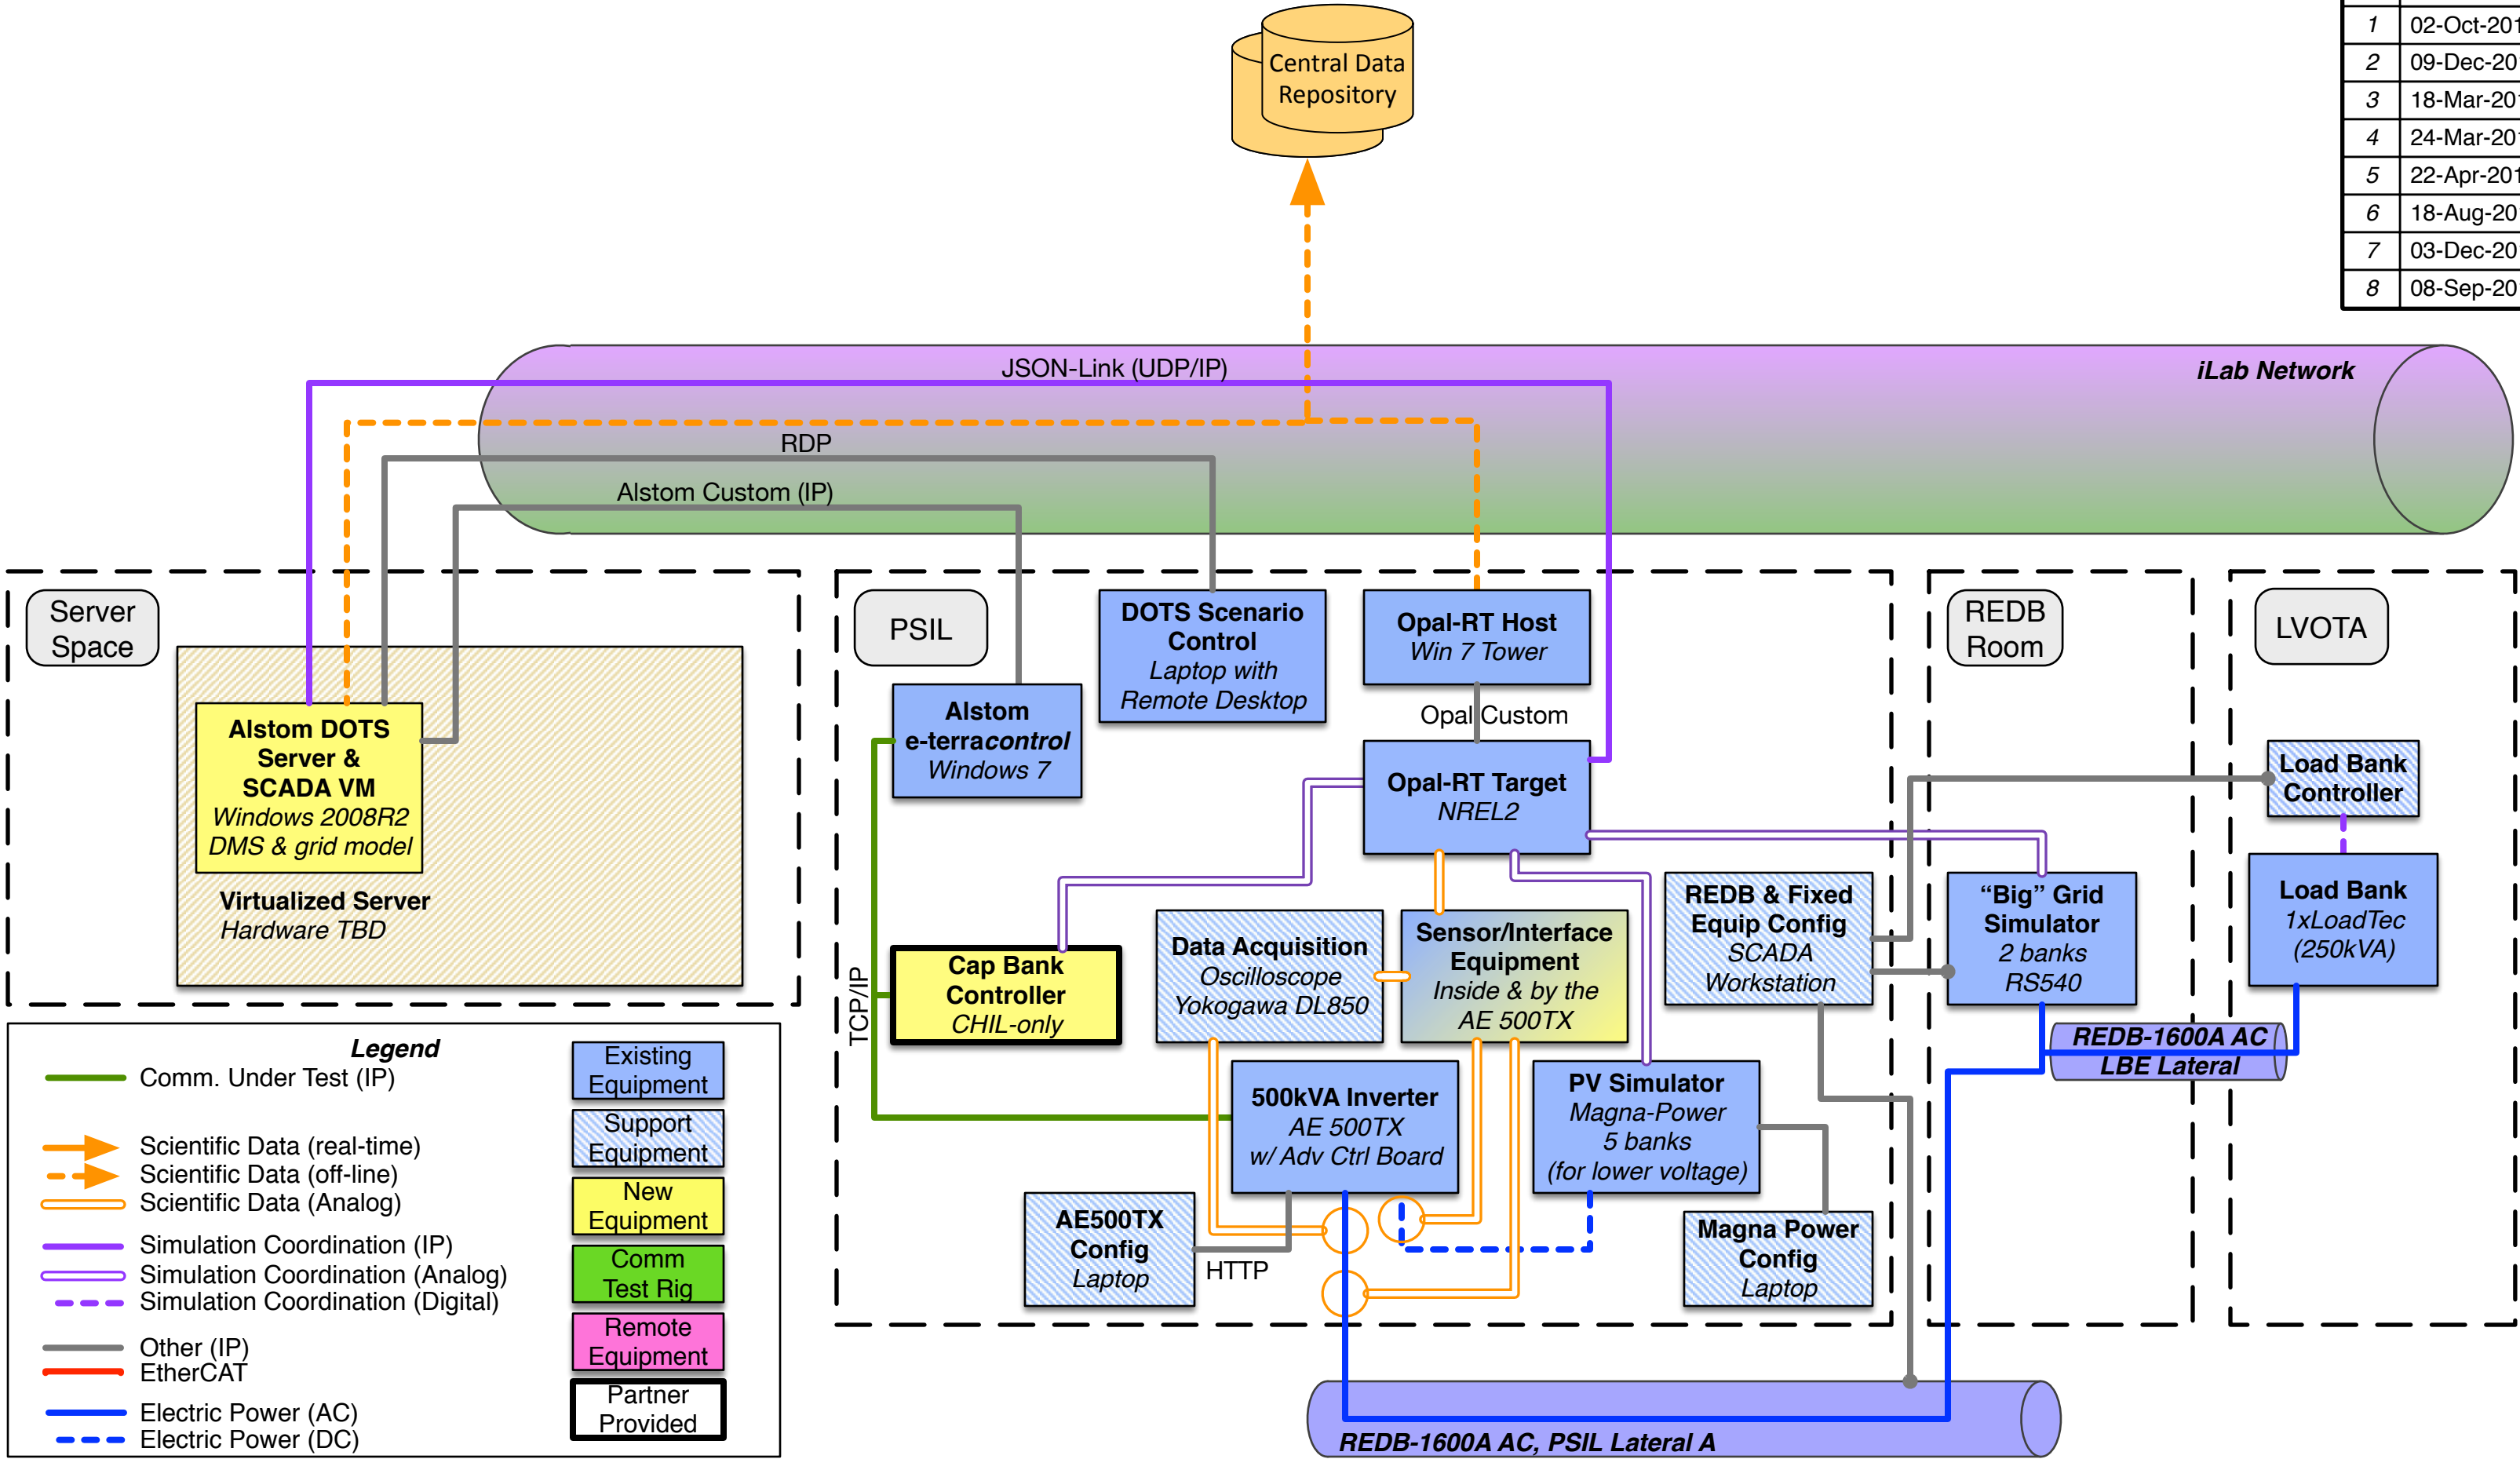 Central Data
Repository
1 02-Oct-201
2 09-Dec-20
3 18-Mar-201
4 24-Mar-201
5 22-Apr-201
6 18-Aug-20
7 03-Dec-20
8 08-Sep-20
JSON-Link (UDP/IP)
iLab Network
RDP
Alstom Custom (IP)
Server
Space
Alstom DOTS
Server &
SCADA VM
Windows 2008R2
DMS & grid model
Virtualized Server
Hardware TBD
PSIL
Alstom
e-terracontrol
Windows 7
DOTS Scenario
Control
Laptop with
Remote Desktop
Opal-RT Host
Win 7 Tower
Opal Custom
Opal-RT Target
NREL2
TCP/IP
Cap Bank
Controller
CHIL-only
Data Acquisition
Oscilloscope
Yokogawa DL850
Sensor/Interface
Equipment
Inside & by the
AE 500TX
REDB & Fixed
Equip Config
SCADA
Workstation
500kVA Inverter
AE 500TX
w/ Adv Ctrl Board
PV Simulator
Magna-Power
5 banks
(for lower voltage)
AE500TX
Config
Laptop
HTTP
Magna Power
Config
Laptop
REDB
Room
"Big" Grid
Simulator
2 banks
RS540
LVOTA
Load Bank
Controller
Load Bank
1xLoadTec
(250kVA)
REDB-1600A AC
LBE Lateral
REDB-1600A AC, PSIL Lateral A
Legend
Comm. Under Test (IP)
Scientific Data (real-time)
Scientific Data (off-line)
Scientific Data (Analog)
Simulation Coordination (IP)
Simulation Coordination (Analog)
Simulation Coordination (Digital)
Other (IP)
EtherCAT
Electric Power (AC)
Electric Power (DC)
Existing
Equipment
Support
Equipment
New
Equipment
Comm
Test Rig
Remote
Equipment
Partner
Provided